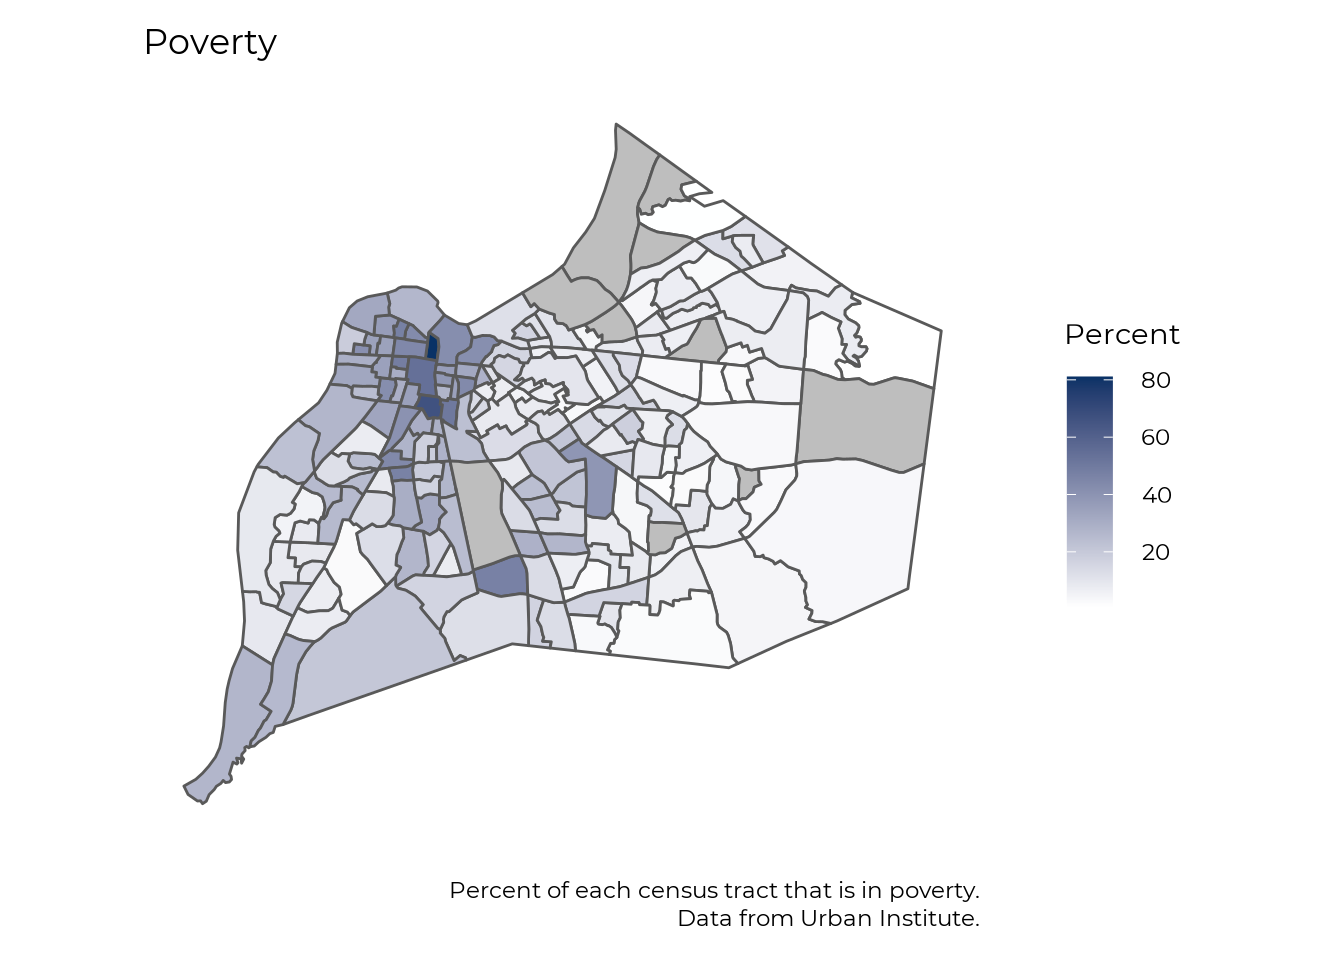 Poverty
Percent
80
60
40
20
Percent of each census tract that is in poverty.
Data from Urban Institute.